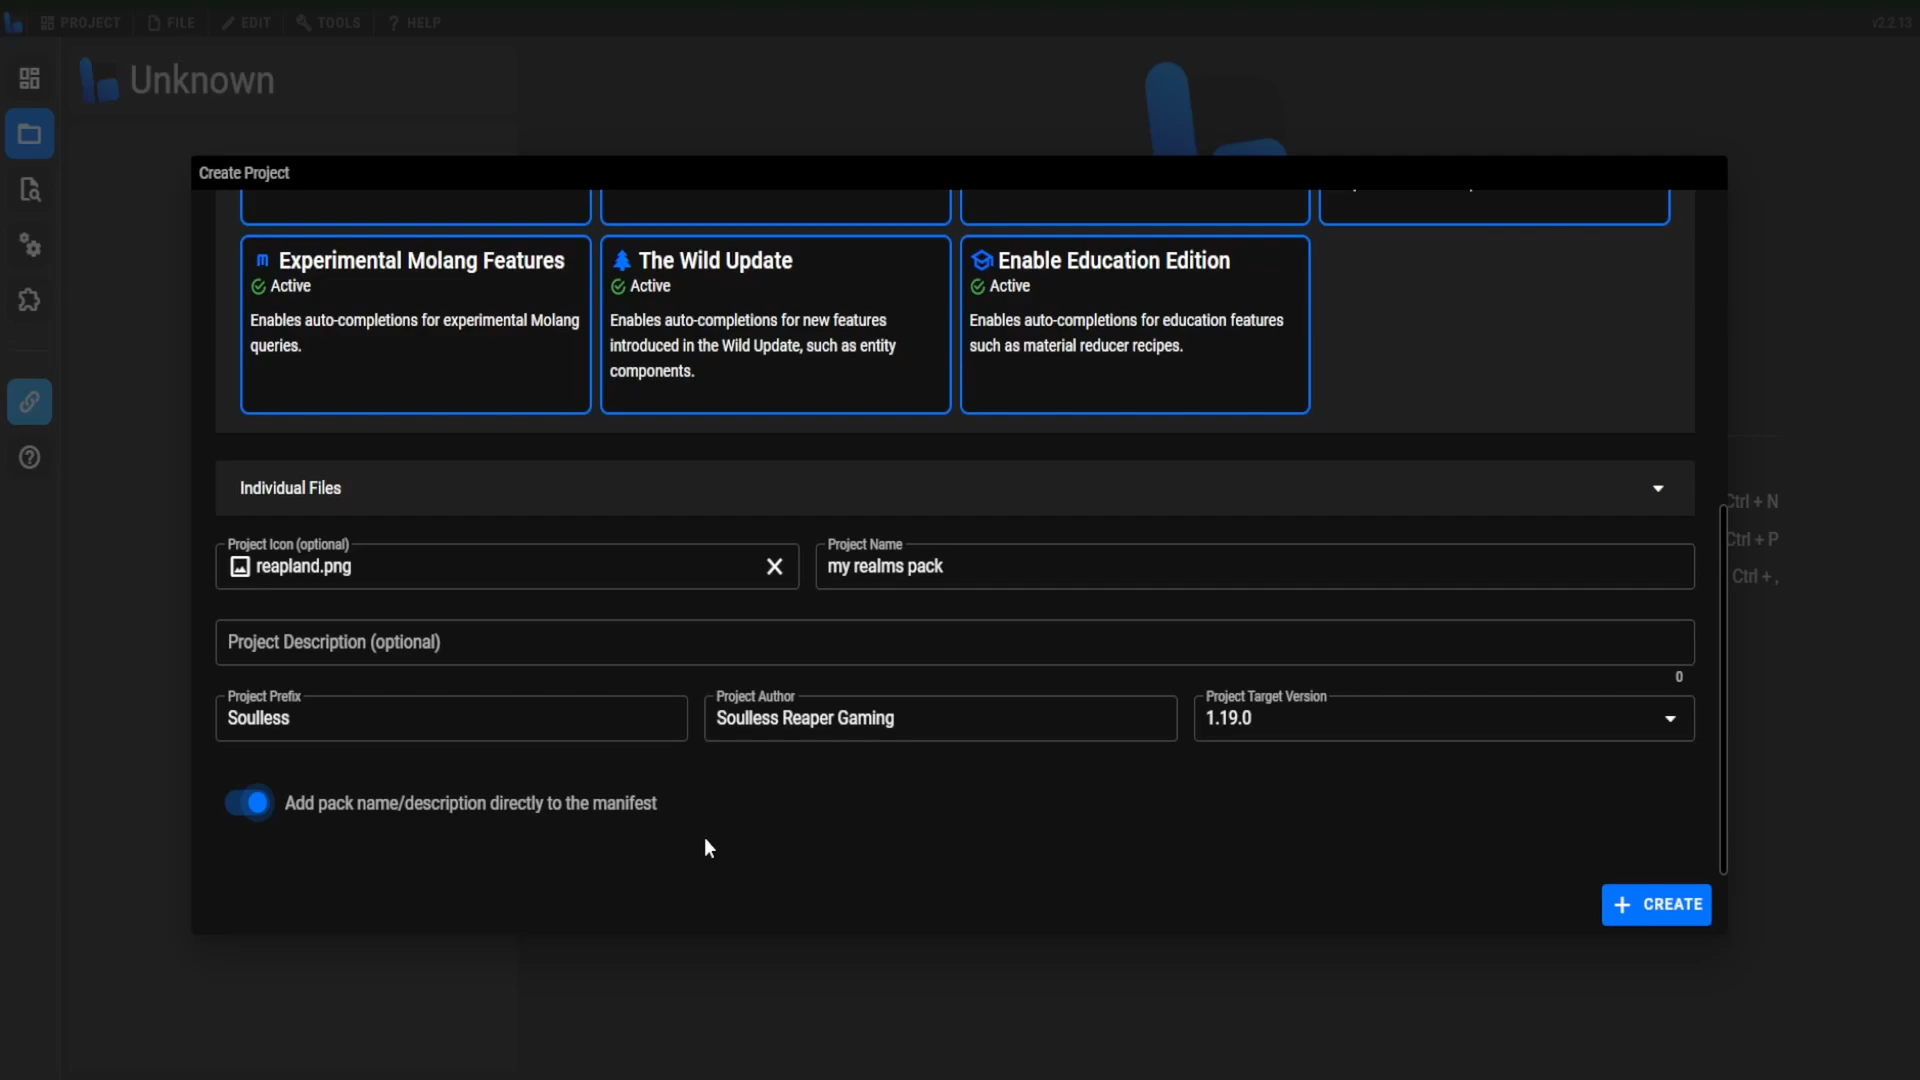 PROJECT
FILE
EDIT
TOOLS
? HELP
v2.2.13
Unknown
Create Project
Experimental Molang Features
Active
Enables auto-completions for experimental Molang
queries.
The Wild Update
Active
Enables auto-completions for new features
introduced in the Wild Update, such as entity
components.
Enable Education Edition
Active
Enables auto-completions for education features
such as material reducer recipes.
Individual Files
Ctrl + N
Ctrl + P
Ctrl + ,
Project Icon (optional)
reapland.png
Project Name
my realms pack
Project Description (optional)
0
Project Prefix
Soulless
Project Author
Soulless Reaper Gaming
Project Target Version
1.19.0
Add pack name/description directly to the manifest
+ CREATE